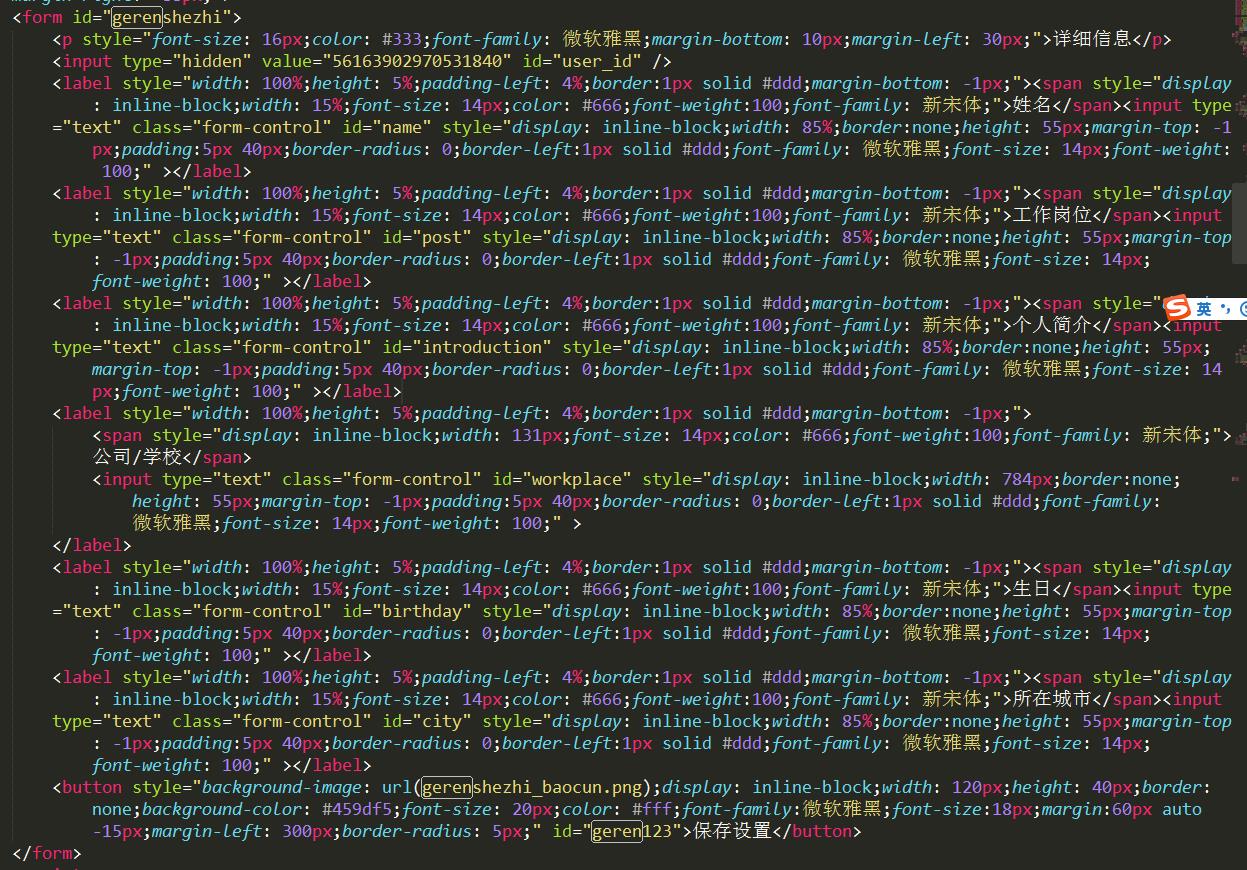 <form id="gerenshezhi">
<p style="font-size: 16px;color: #333;font-family: 微软雅黑;margin-bottom: 10px;margin-left: 30px;">详细信息</p>
<input type="hidden" value="56163902970531840" id="user_id" />
<label style="width: 100%;height: 5%;padding-left: 4%;border:1px solid #ddd;margin-bottom: -1px;"><span style="display
: inline-block;width: 15%;font-size: 14px;color: #666;font-weight:100;font-family: 新宋体;">姓名</span><input type
="text" class="form-control" id="name" style="display: inline-block;width: 85%;border:none;height: 55px;margin-top: -1
px;padding:5px 40px;border-radius: 0;border-left:1px solid #ddd;font-family: 微软雅黑;font-size: 14px;font-weight:
100;" ></label>
<label style="width: 100%;height: 5%;padding-left: 4%;border:1px solid #ddd;margin-bottom: -1px;"><span style="display
: inline-block;width: 15%;font-size: 14px;color: #666;font-weight:100;font-family: 新宋体;">工作岗位</span><input
type="text" class="form-control" id="post" style="display: inline-block;width: 85%;border:none;height: 55px;margin-top
: -1px;padding:5px 40px;border-radius: 0;border-left:1px solid #ddd;font-family: 微软雅黑;font-size: 14px;
font-weight: 100;" ></label>
<label style="width: 100%;height: 5%;padding-left: 4%;border:1px solid #ddd;margin-bottom: -1px;"><span style="
英
: inline-block;width: 15%;font-size: 14px;color: #666;font-weight:100;font-family: 新宋体;">个人简介</span><input
type="text" class="form-control" id="introduction" style="display: inline-block;width: 85%;border:none;height: 55px;
margin-top: -1px;padding:5px 40px;border-radius: 0;border-left:1px solid #ddd;font-family: 微软雅黑;font-size: 14
px;font-weight: 100;" ></label>
<label style="width: 100%;height: 5%;padding-left: 4%;border:1px solid #ddd;margin-bottom: -1px;">
<span style="display: inline-block;width: 131px;font-size: 14px;color: #666;font-weight:100;font-family: 新宋体;">
公司/学校</span>
<input type="text" class="form-control" id="workplace" style="display: inline-block;width: 784px;border:none;
height: 55px;margin-top: -1px;padding:5px 40px;border-radius: 0;border-left:1px solid #ddd;font-family:
微软雅黑;font-size: 14px;font-weight: 100;" >
</label>
<label style="width: 100%;height: 5%;padding-left: 4%;border:1px solid #ddd;margin-bottom: -1px;"><span style="display
: inline-block;width: 15%;font-size: 14px;color: #666;font-weight:100;font-family: 新宋体;">生日</span><input type
="text" class="form-control" id="birthday" style="display: inline-block;width: 85%;border:none;height: 55px;margin-top
: -1px;padding:5px 40px;border-radius: 0;border-left:1px solid #ddd;font-family: 微软雅黑;font-size: 14px;
font-weight: 100;" ></label>
<label style="width: 100%;height: 5%;padding-left: 4%;border:1px solid #ddd;margin-bottom: -1px;"><span style="display
: inline-block;width: 15%;font-size: 14px;color: #666;font-weight:100;font-family: 新宋体;">所在城市</span><input
type="text" class="form-control" id="city" style="display: inline-block;width: 85%;border:none;height: 55px;margin-top
: -1px;padding:5px 40px;border-radius: 0;border-left:1px solid #ddd;font-family: 微软雅黑;font-size: 14px;
font-weight: 100;" ></label>
<button style="background-image: url(gerenshezhi_baocun.png);display: inline-block;width: 120px;height: 40px;border:
none;background-color: #459df5;font-size: 20px;color: #fff;font-family:微软雅黑;font-size:18px;margin:60px auto
-15px;margin-left: 300px;border-radius: 5px;" id="geren123">保存设置</button>
</form>